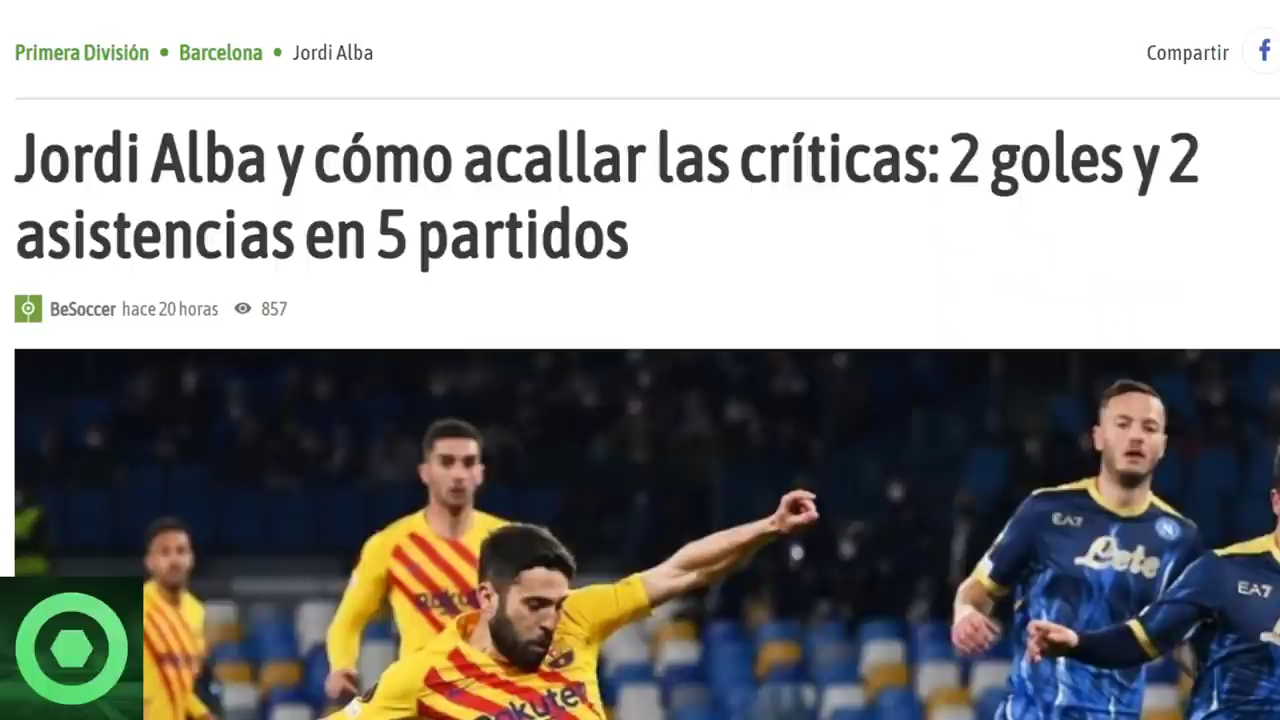 Primera División • Barcelona • Jordi Alba
Compartir
Jordi Alba y cómo acallar las críticas: 2 goles y 2
asistencias en 5 partidos
BeSoccer hace 20 horas 857
EA7
Lete
EA7
Rakuten